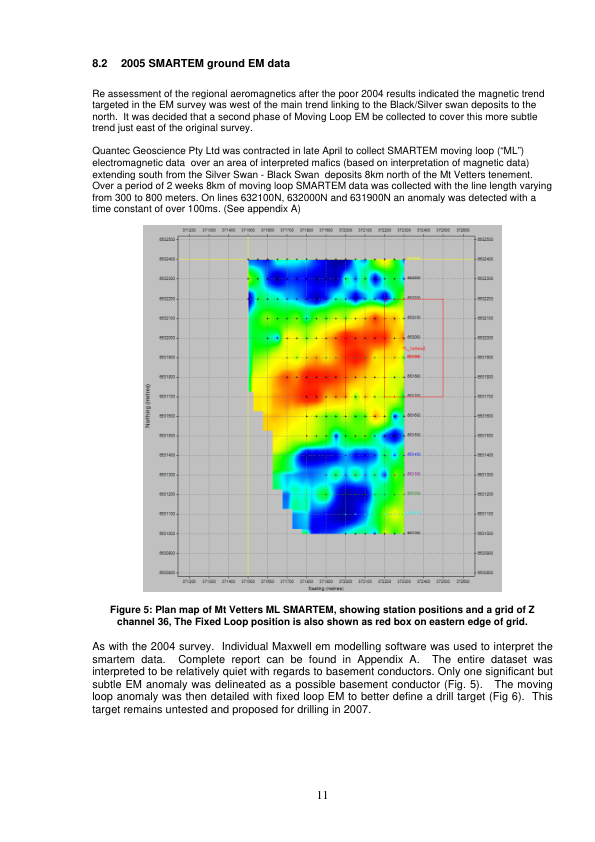 8.2 2005 SMARTEM ground EM data
Re assessment of the regional aeromagnetics after the poor 2004 results indicated the magnetic trend
targeted in the EM survey was west of the main trend linking to the Black/Silver swan deposits to the
north. It was decided that a second phase of Moving Loop EM be collected to cover this more subtle
trend just east of the original survey.
Quantec Geoscience Pty Ltd was contracted in late April to collect SMARTEM moving loop (“ML”)
electromagnetic data over an area of interpreted mafics (based on interpretation of magnetic data)
extending south from the Silver Swan - Black Swan deposits 8km north of the Mt Vetters tenement.
Over a period of 2 weeks 8km of moving loop SMARTEM data was collected with the line length varying
from 300 to 800 meters. On lines 632100N, 632000N and 631900N an anomaly was detected with a
time constant of over 100ms. (See appendix A)
Northing (metres)
Easting (metres)
Figure 5: Plan map of Mt Vetters ML SMARTEM, showing station positions and a grid of Z
channel 36, The Fixed Loop position is also shown as red box on eastern edge of grid.
As with the 2004 survey. Individual Maxwell em modelling software was used to interpret the
smartem data. Complete report can be found in Appendix A. The entire dataset was
interpreted to be relatively quiet with regards to basement conductors. Only one significant but
subtle EM anomaly was delineated as a possible basement conductor (Fig. 5). The moving
loop anomaly was then detailed with fixed loop EM to better define a drill target (Fig 6). This
target remains untested and proposed for drilling in 2007.
11